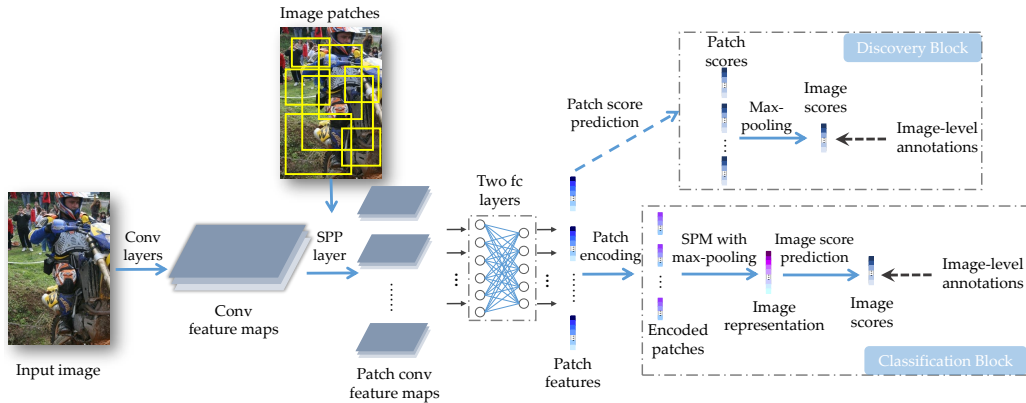 Image patches
Input image
Conv
layers
Conv
feature maps
SPP
layer
Patch conv
feature maps
Two fc
layers
Patch
features
Patch score
prediction
Discovery Block
Patch
scores
Max-
pooling
Image
scores
Image-level
annotations
Patch
encoding
Encoded
patches
SPM with
max-pooling
Image
representation
Image score
prediction
Image
scores
Image-level
annotations
Classification Block